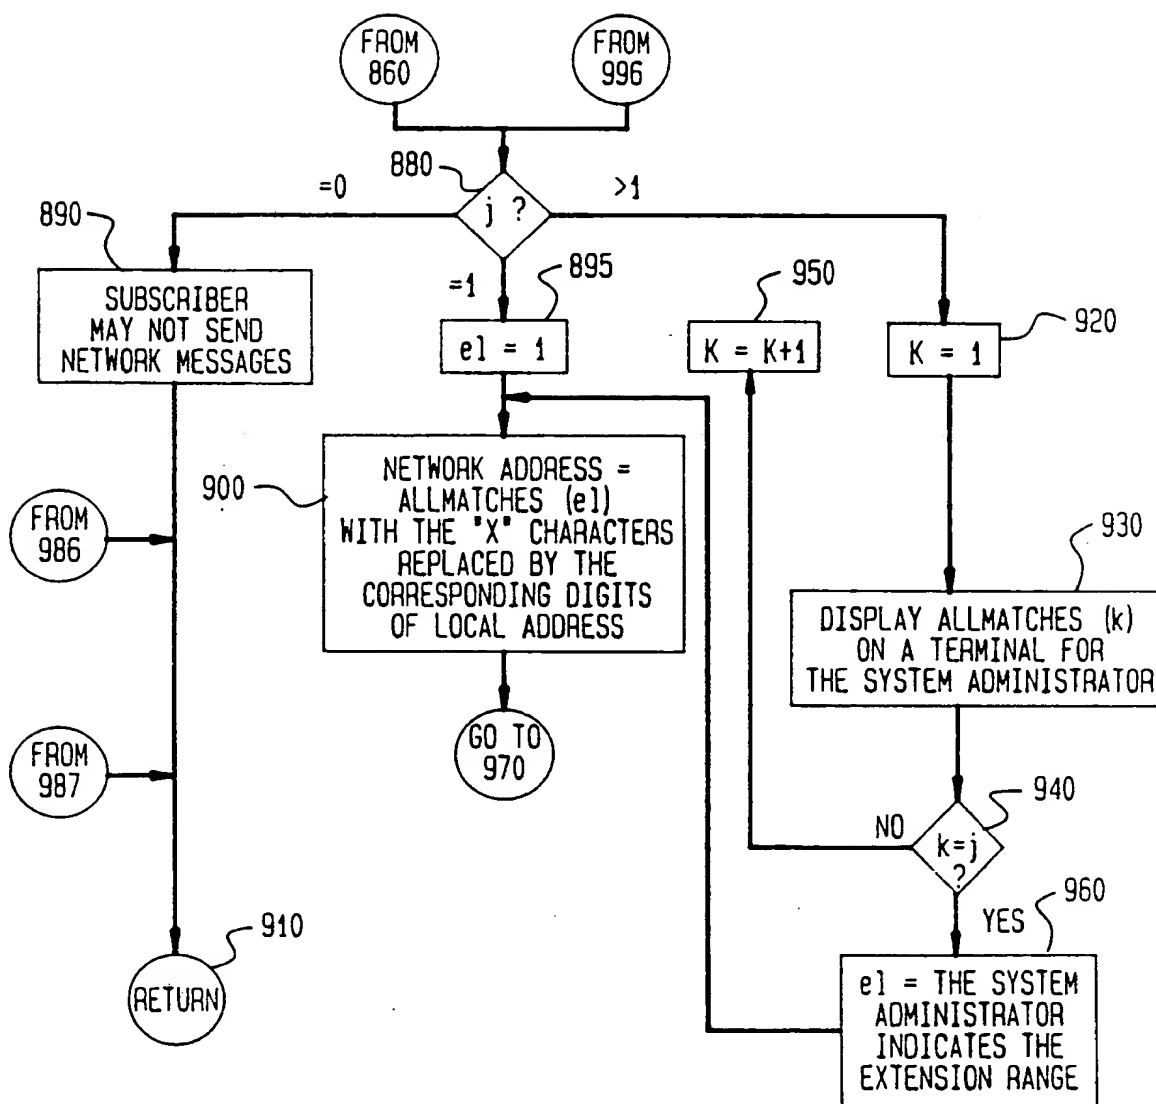 FROM
860
FROM
996
880
=0
j ?
>1
890
SUBSCRIBER
MAY NOT SEND
NETWORK MESSAGES
=1
895
el = 1
950
K = K+1
920
K = 1
900
NETWORK ADDRESS =
ALLMATCHES (el)
WITH THE "X" CHARACTERS
REPLACED BY THE
CORRESPONDING DIGITS
OF LOCAL ADDRESS
FROM
986
930
DISPLAY ALLMATCHES (k)
ON A TERMINAL FOR
THE SYSTEM ADMINISTRATOR
GO TO
970
FROM
987
940
NO
k=j
?
YES
960
el = THE SYSTEM
ADMINISTRATOR
INDICATES THE
EXTENSION RANGE
910
RETURN